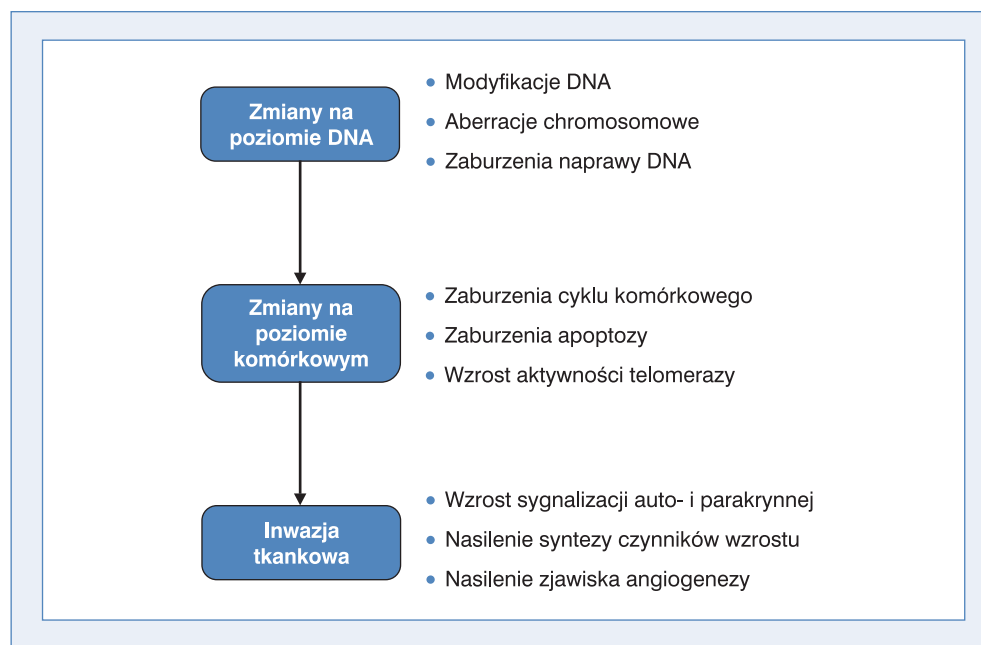 Zmiany na
poziomie DNA
• Modyfikacje DNA
• Aberracje chromosomowe
• Zaburzenia naprawy DNA
Zmiany na
poziomie
komórkowym
• Zaburzenia cyklu komórkowego
• Zaburzenia apoptozy
• Wzrost aktywności telomerazy
Inwazja
tkankowa
• Wzrost sygnalizacji auto- i parakrynnej
• Nasilenie syntezy czynników wzrostu
• Nasilenie zjawiska angiogenezy